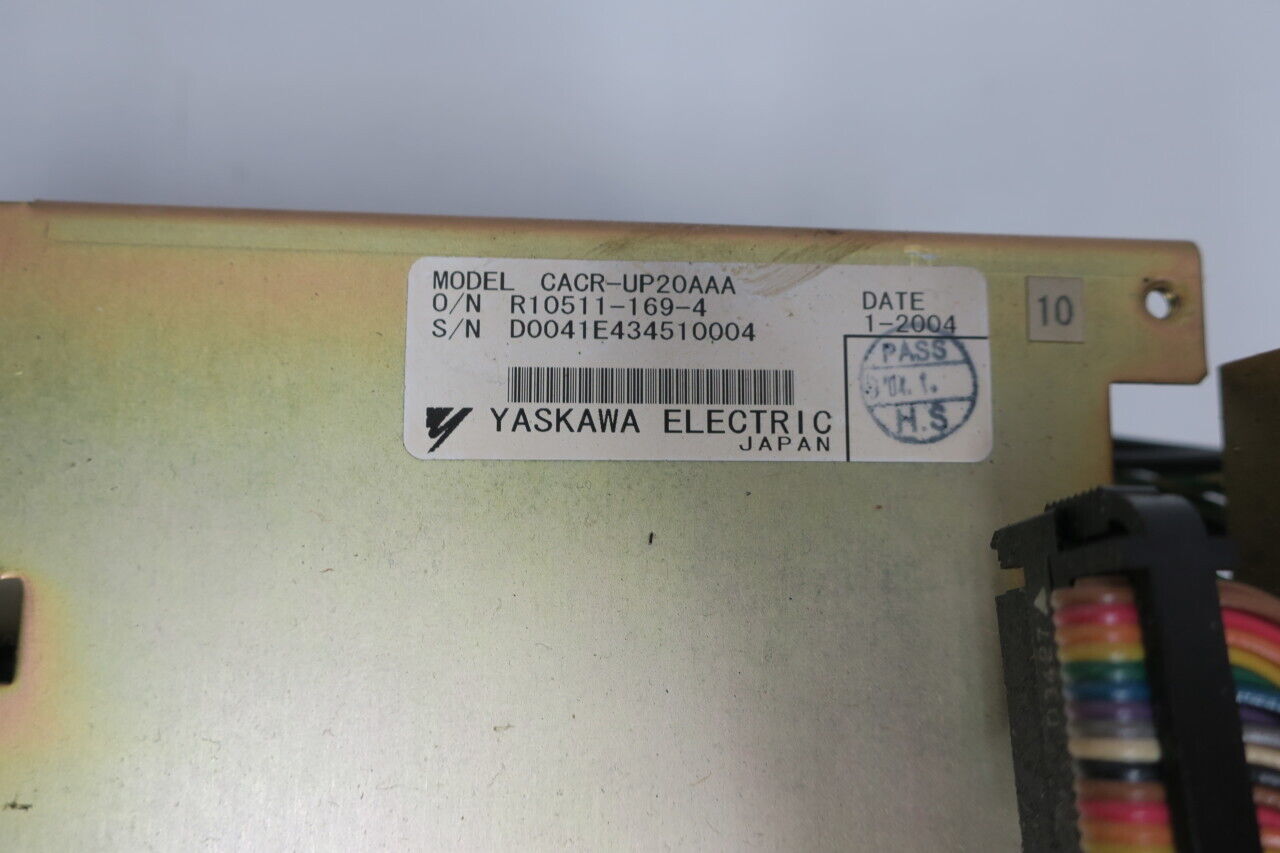 MODEL CACR-UP20AAA
O/N R10511-169-4
S/N D0041E434510004
DATE
1-2004
10
PASS
H.S
YASKAWA ELECTRIC
JAPAN